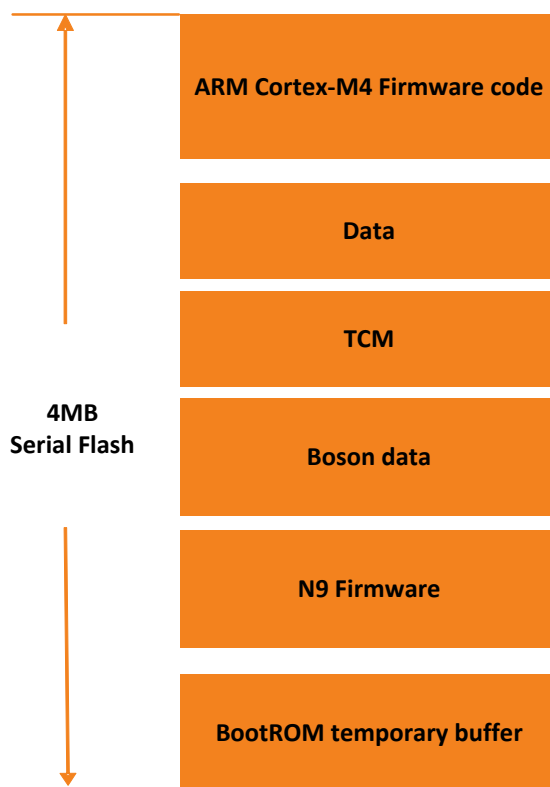 ARM Cortex-M4 Firmware code
Data
TCM
4MB
Serial Flash
Boson data
N9 Firmware
BootROM temporary buffer